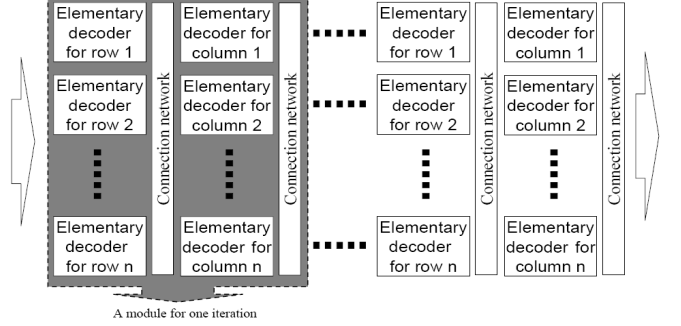 Elementary
decoder
for row 1
Connection network
Elementary
decoder for
column 1
Connection network
Elementary
decoder
for row 1
Connection network
Elementary
decoder for
column 1
Connection network
Elementary
decoder
for row 2
Elementary
decoder for
column 2
Elementary
decoder
for row 2
Elementary
decoder for
column 2
Elementary
decoder
for row n
Elementary
decoder for
column n
Elementary
decoder
for row n
Elementary
decoder for
column n
A module for one iteration